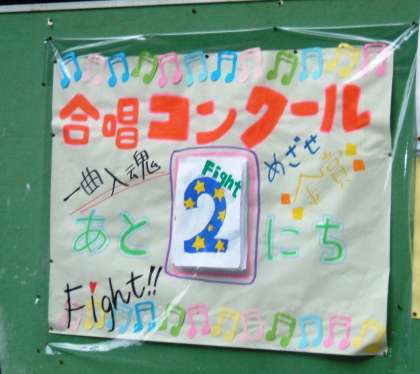 合唱コンクール
一曲入魂
めざせ
金賞
Fight
あと2にち
Fight!!